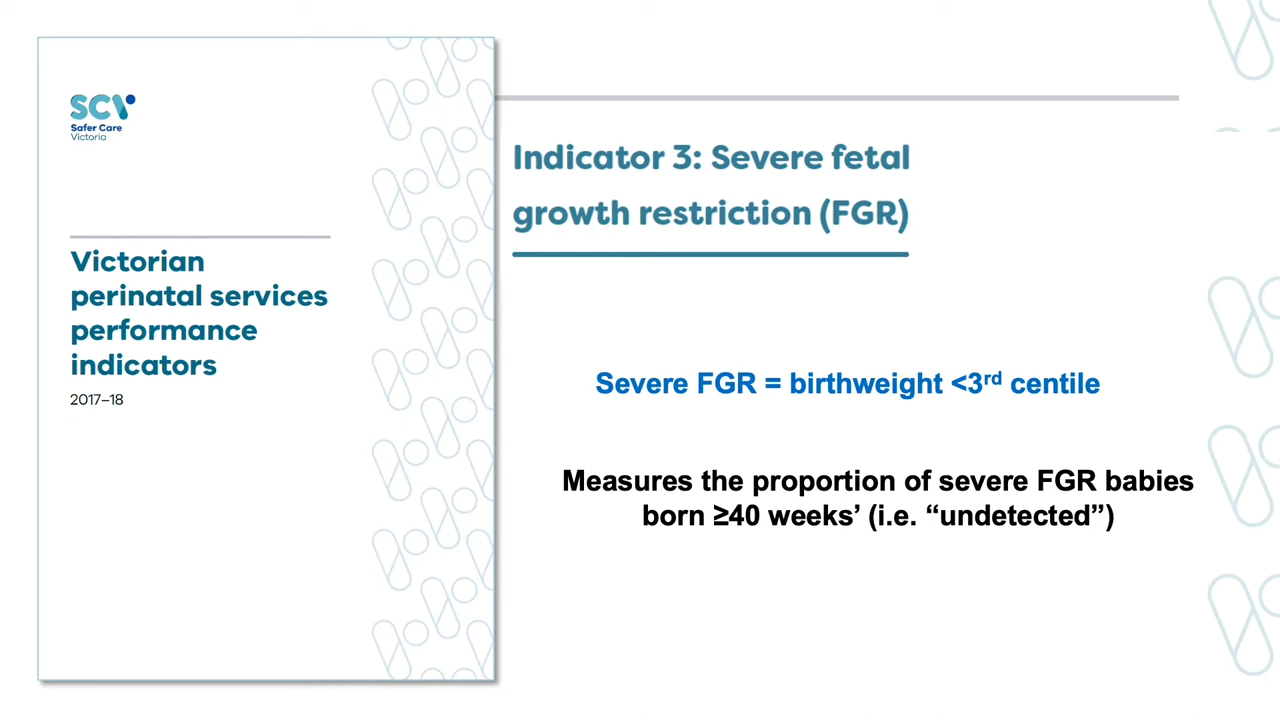 SCV
Safer Care
Victoria
Victorian
perinatal services
performance
indicators
2017–18
Indicator 3: Severe fetal
growth restriction (FGR)
Severe FGR = birthweight <3rd centile
Measures the proportion of severe FGR babies
born ≥40 weeks’ (i.e. “undetected”)